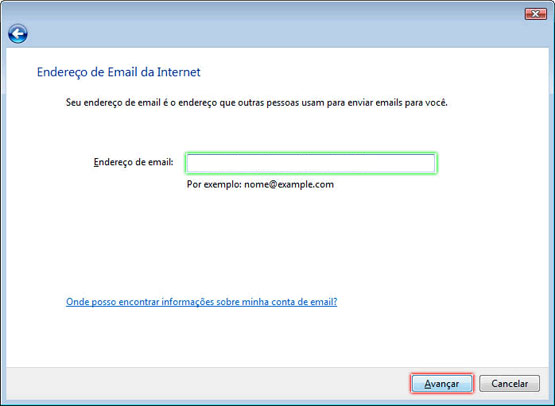 Endereço de Email da Internet
Seu endereço de email é o endereço que outras pessoas usam para enviar emails para você.
Endereço de email:
Por exemplo: nome@example.com
Onde posso encontrar informações sobre minha conta de email?
Avançar Cancelar